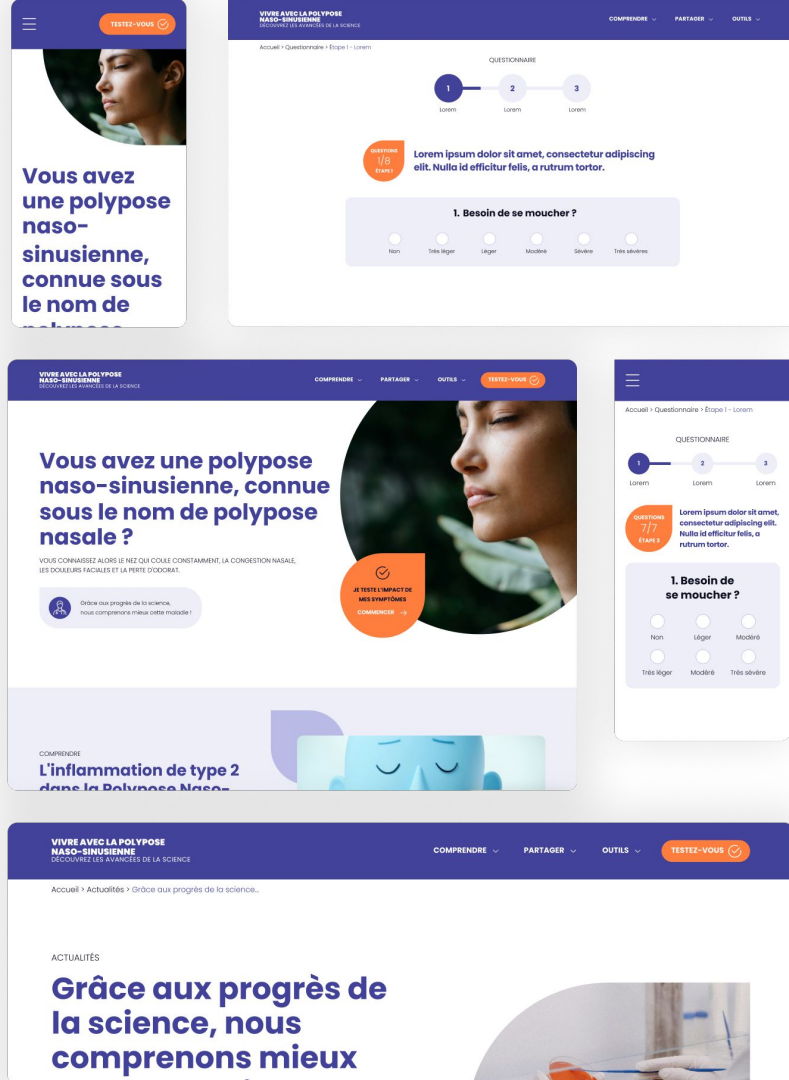 TESTEZ-VOUS
Vous avez
une polypose
naso-
sinusienne,
connue sous
le nom de
polypose
VIVRE AVEC LA POLYPOSE
NASO-SINUSIENNE
DÉCOUVREZ LES AVANCÉES DE LA SCIENCE
COMPRENDRE PARTAGER OUTILS
Accueil > Questionnaire > Étape 1 - Lorem
QUESTIONNAIRE
1 2 3
Lorem Lorem Lorem
QUESTIONS
1/8
ÉTAPE 1
Lorem ipsum dolor sit amet, consectetur adipiscing
elit. Nulla id efficitur felis, a rutrum tortor.
1. Besoin de se moucher ?
Non Très léger Léger Modéré Sévère Très sévères
VIVRE AVEC LA POLYPOSE
NASO-SINUSIENNE
DÉCOUVREZ LES AVANCÉES DE LA SCIENCE
COMPRENDRE PARTAGER OUTILS TESTEZ-VOUS
Vous avez une polypose
naso-sinusienne, connue
sous le nom de polypose
nasale ?
VOUS CONNAISSEZ ALORS LE NEZ QUI COULE CONSTAMMENT, LA CONGESTION NASALE,
LES DOULEURS FACIALES ET LA PERTE D'ODORAT.
Grâce aux progrès de la science,
nous comprenons mieux cette maladie !
JE TESTE L'IMPACT DE
MES SYMPTÔMES
COMMENCER →
COMPRENDRE
L'inflammation de type 2
dans la Polypose Naso-
Accueil > Questionnaire > Étape 1 - Lorem
QUESTIONNAIRE
1 2 3
Lorem Lorem Lorem
QUESTIONS
7/7
ÉTAPE 3
Lorem ipsum dolor sit amet,
consectetur adipiscing elit.
Nulla id efficitur felis, a
rutrum tortor.
1. Besoin de
se moucher ?
Non Léger Modéré
Très léger Modéré Très sévère
VIVRE AVEC LA POLYPOSE
NASO-SINUSIENNE
DÉCOUVREZ LES AVANCÉES DE LA SCIENCE
COMPRENDRE PARTAGER OUTILS TESTEZ-VOUS
Accueil > Actualités > Grâce aux progrès de la science...
ACTUALITÉS
Grâce aux progrès de
la science, nous
comprenons mieux